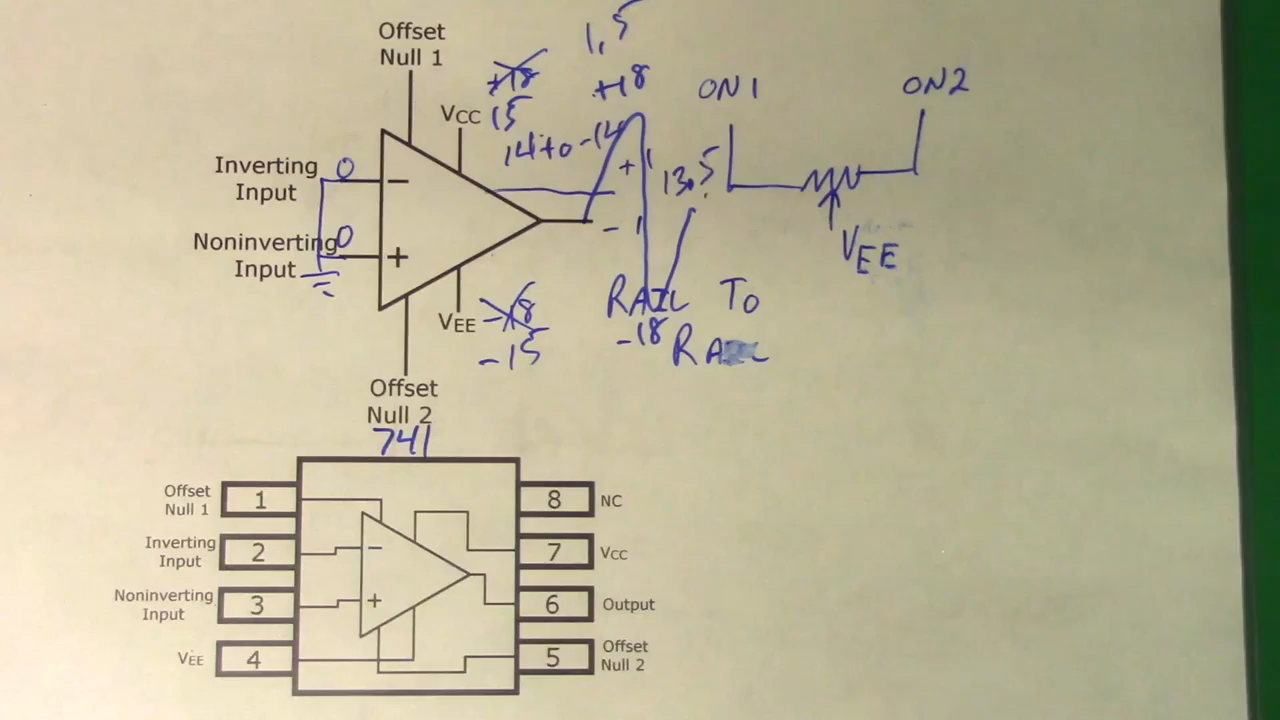 Offset
Null 1
1,5
+18
+18
VCC
15
14 to -14
ON1
ON2
Inverting
Input
0
-
+
13.5
Noninverting
Input
0
+
-
VEE
VEE
-18
-15
RAIL TO
-18
RAIL
Offset
Null 2
741
Offset
Null 1
1
8
NC
Inverting
Input
2
-
7
VCC
Noninverting
Input
3
+
6
Output
VEE
4
5
Offset
Null 2